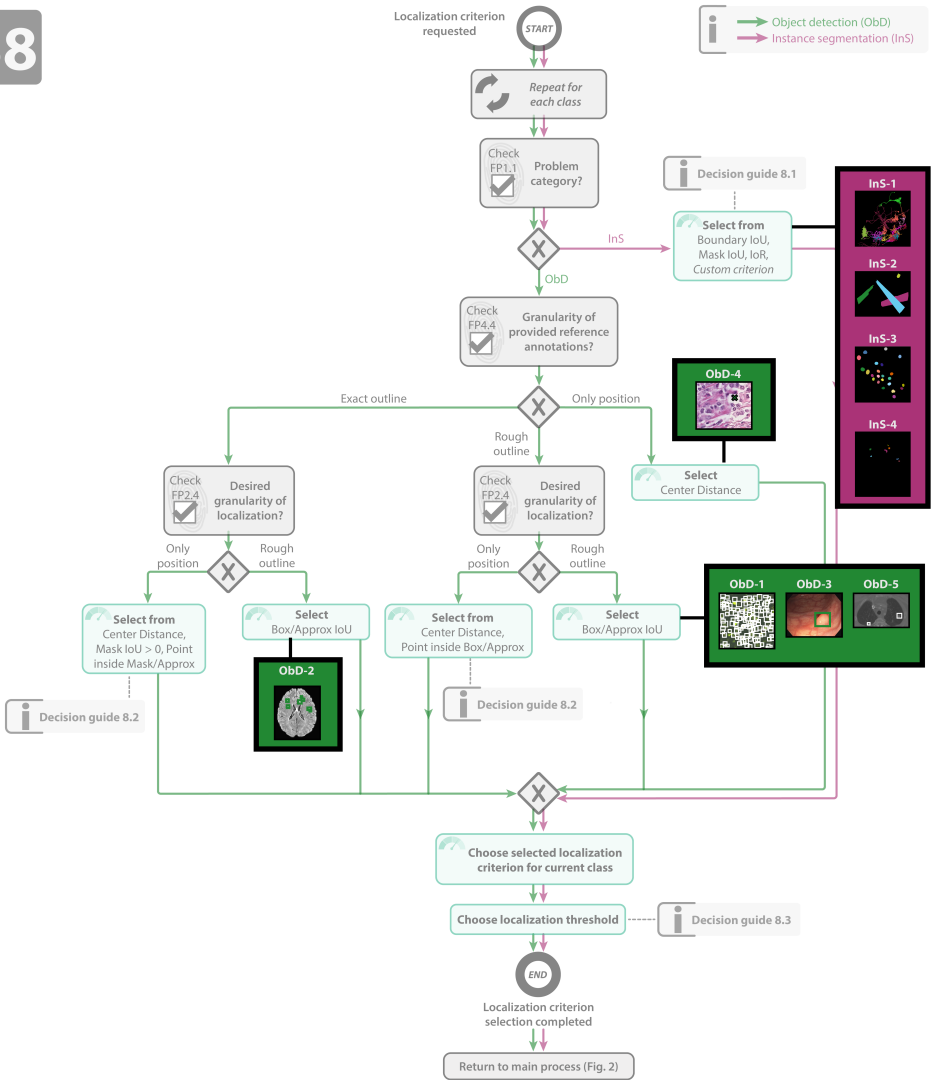 8
Localization criterion
requested
START
Object detection (ObD)
Instance segmentation (InS)
Repeat for
each class
Check
FP1.1
Problem
category?
Decision guide 8.1
InS
Select from
Boundary IoU,
Mask IoU, IoR,
Custom criterion
InS-1
InS-2
InS-3
InS-4
ObD
Check
FP4.4
Granularity of
provided reference
annotations?
Exact outline
Only position
Rough
outline
ObD-4
Select
Center Distance
Check
FP2.4
Desired
granularity of
localization?
Check
FP2.4
Desired
granularity of
localization?
Only
position
Rough
outline
Only
position
Rough
outline
Select from
Center Distance,
Mask IoU > 0, Point
inside Mask/Approx
Select
Box/Approx IoU
Select from
Center Distance,
Point inside Box/Approx
Select
Box/Approx IoU
ObD-1
ObD-3
ObD-5
ObD-2
Decision guide 8.2
Decision guide 8.2
Choose selected localization
criterion for current class
Choose localization threshold
Decision guide 8.3
END
Localization criterion
selection completed
Return to main process (Fig. 2)